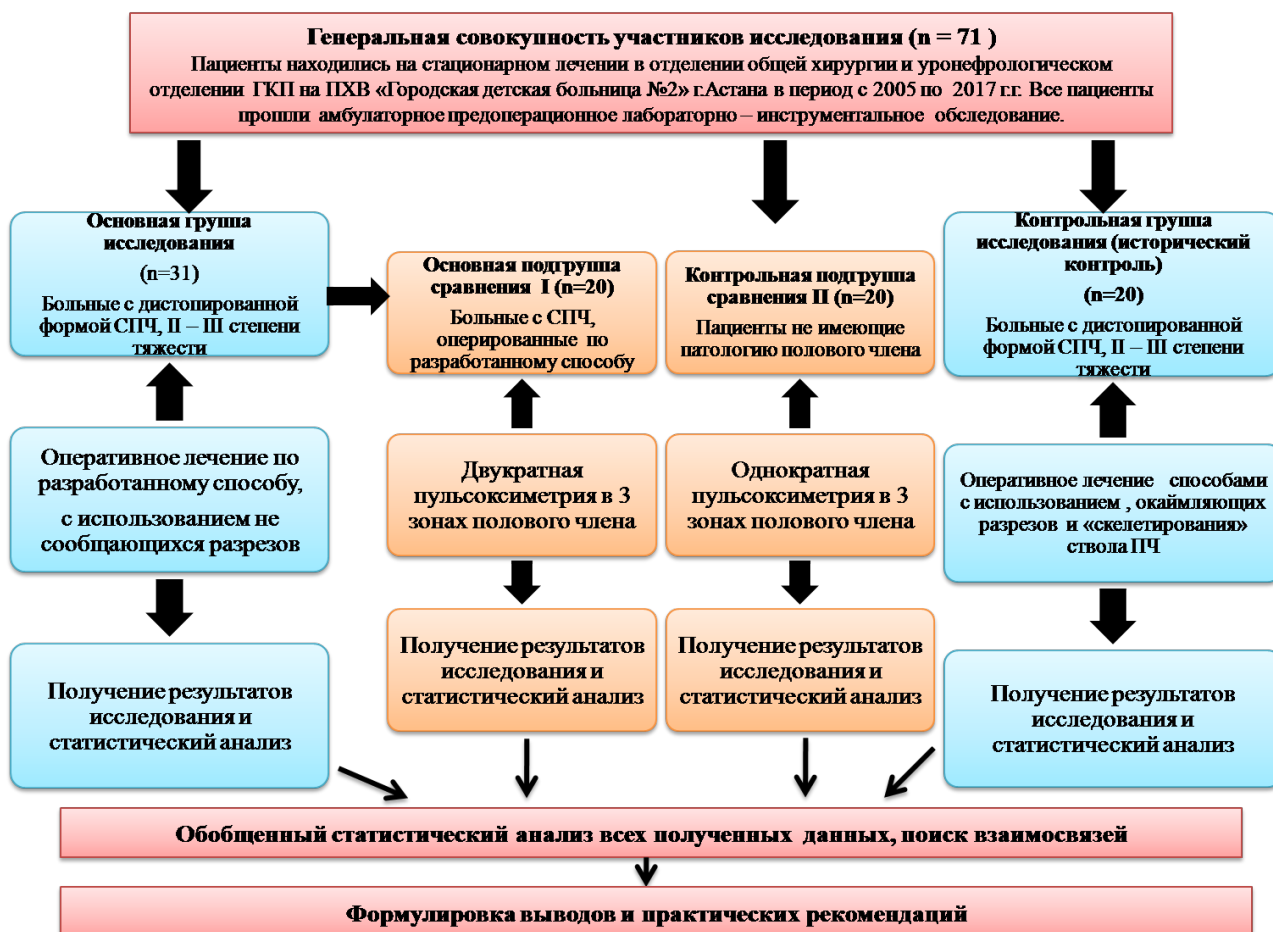 Генеральная совокупность участников исследования (n = 71 )
Пациенты находились на стационарном лечении в отделении общей хирургии и уронефрологическом
отделении ГКП на ПХВ «Городская детская больница №2» г.Астана в период с 2005 по 2017 г.г. Все пациенты
прошли амбулаторное предоперационное лабораторно – инструментальное обследование.
Основная группа
исследования
(n=31)
Больные с дистопированной
формой СПЧ, II – III степени
тяжести
Основная подгруппа
сравнения I (n=20)
Больные с СПЧ,
оперированные по
разработанному способу
Контрольная подгруппа
сравнения II (n=20)
Пациенты не имеющие
патологию полового члена
Контрольная группа
исследования (исторический
контроль)
(n=20)
Больные с дистопированной
формой СПЧ, II – III степени
тяжести
Оперативное лечение по
разработанному способу,
с использованием не
сообщающихся разрезов
Двукратная
пульсоксиметрия в 3
зонах полового члена
Однократная
пульсоксиметрия в 3
зонах полового члена
Оперативное лечение способами
с использованием , окаймляющих
разрезов и «скелетирования»
ствола ПЧ
Получение результатов
исследования и
статистический анализ
Получение результатов
исследования и
статистический анализ
Получение результатов
исследования и
статистический анализ
Получение результатов
исследования и
статистический анализ
Обобщенный статистический анализ всех полученных данных, поиск взаимосвязей
Формулировка выводов и практических рекомендаций